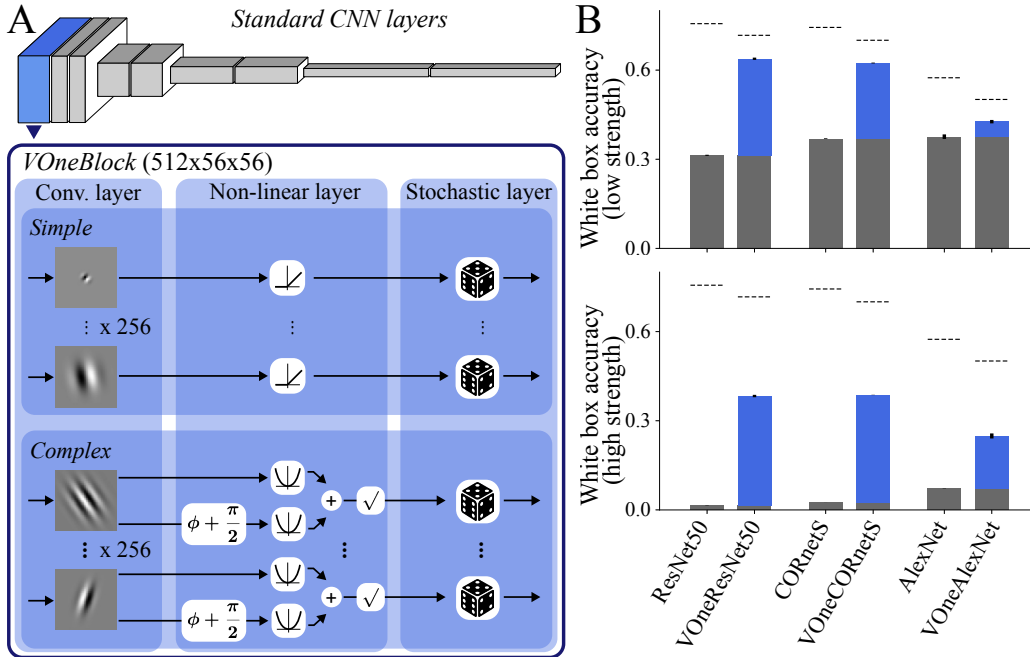 A
Standard CNN layers
VOneBlock (512x56x56)
Conv. layer
Non-linear layer
Stochastic layer
Simple
⋮ x 256
⋮
⋮
Complex
ϕ + π/2
+
√
⋮ x 256
⋮
⋮
ϕ + π/2
+
√
B
White box accuracy
(low strength)
0.6
0.3
0.0
White box accuracy
(high strength)
0.6
0.3
0.0
ResNet50
VOneResNet50
CORnetS
VOneCORnetS
AlexNet
VOneAlexNet